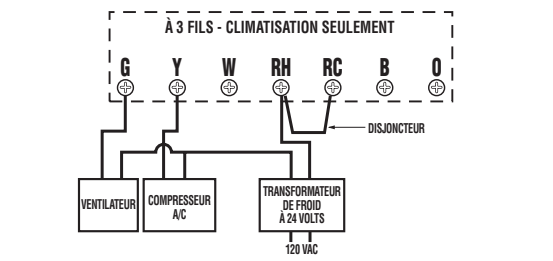 À 3 FILS - CLIMATISATION SEULEMENT
G Y W RH RC B O
DISJONCTEUR
VENTILATEUR
COMPRESSEUR
A/C
TRANSFORMATEUR
DE FROID
À 24 VOLTS
120 VAC